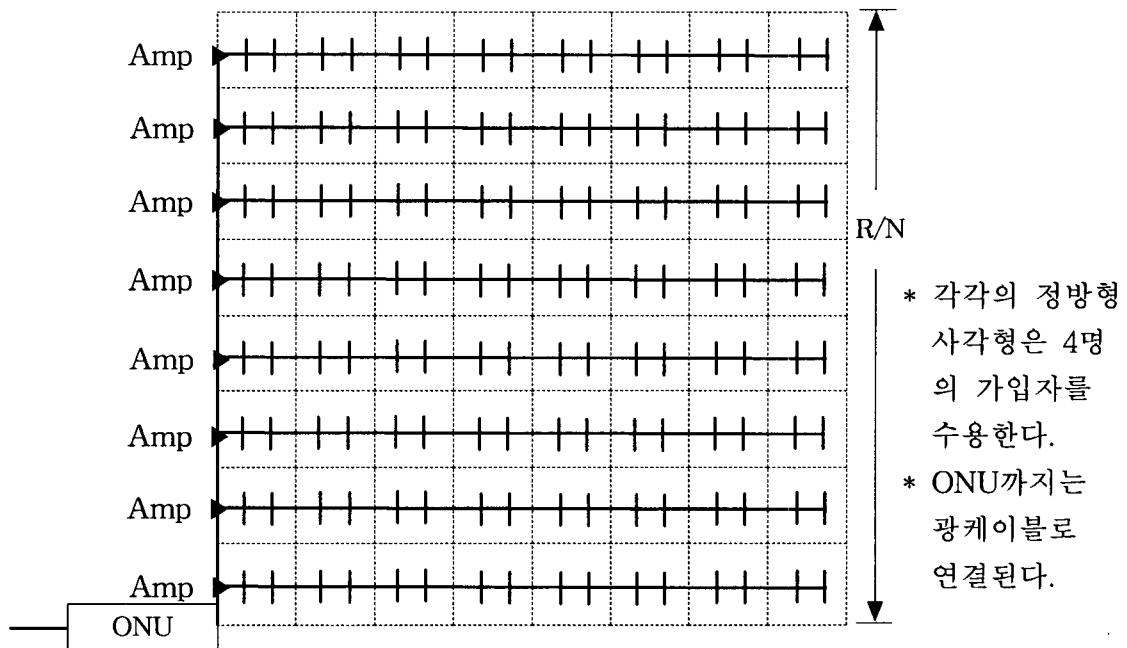 Amp
Amp
Amp
Amp
Amp
Amp
Amp
Amp
ONU
R/N
* 각각의 정방형
사각형은 4명
의 가입자를
수용한다.
* ONU까지는
광케이블로
연결된다.